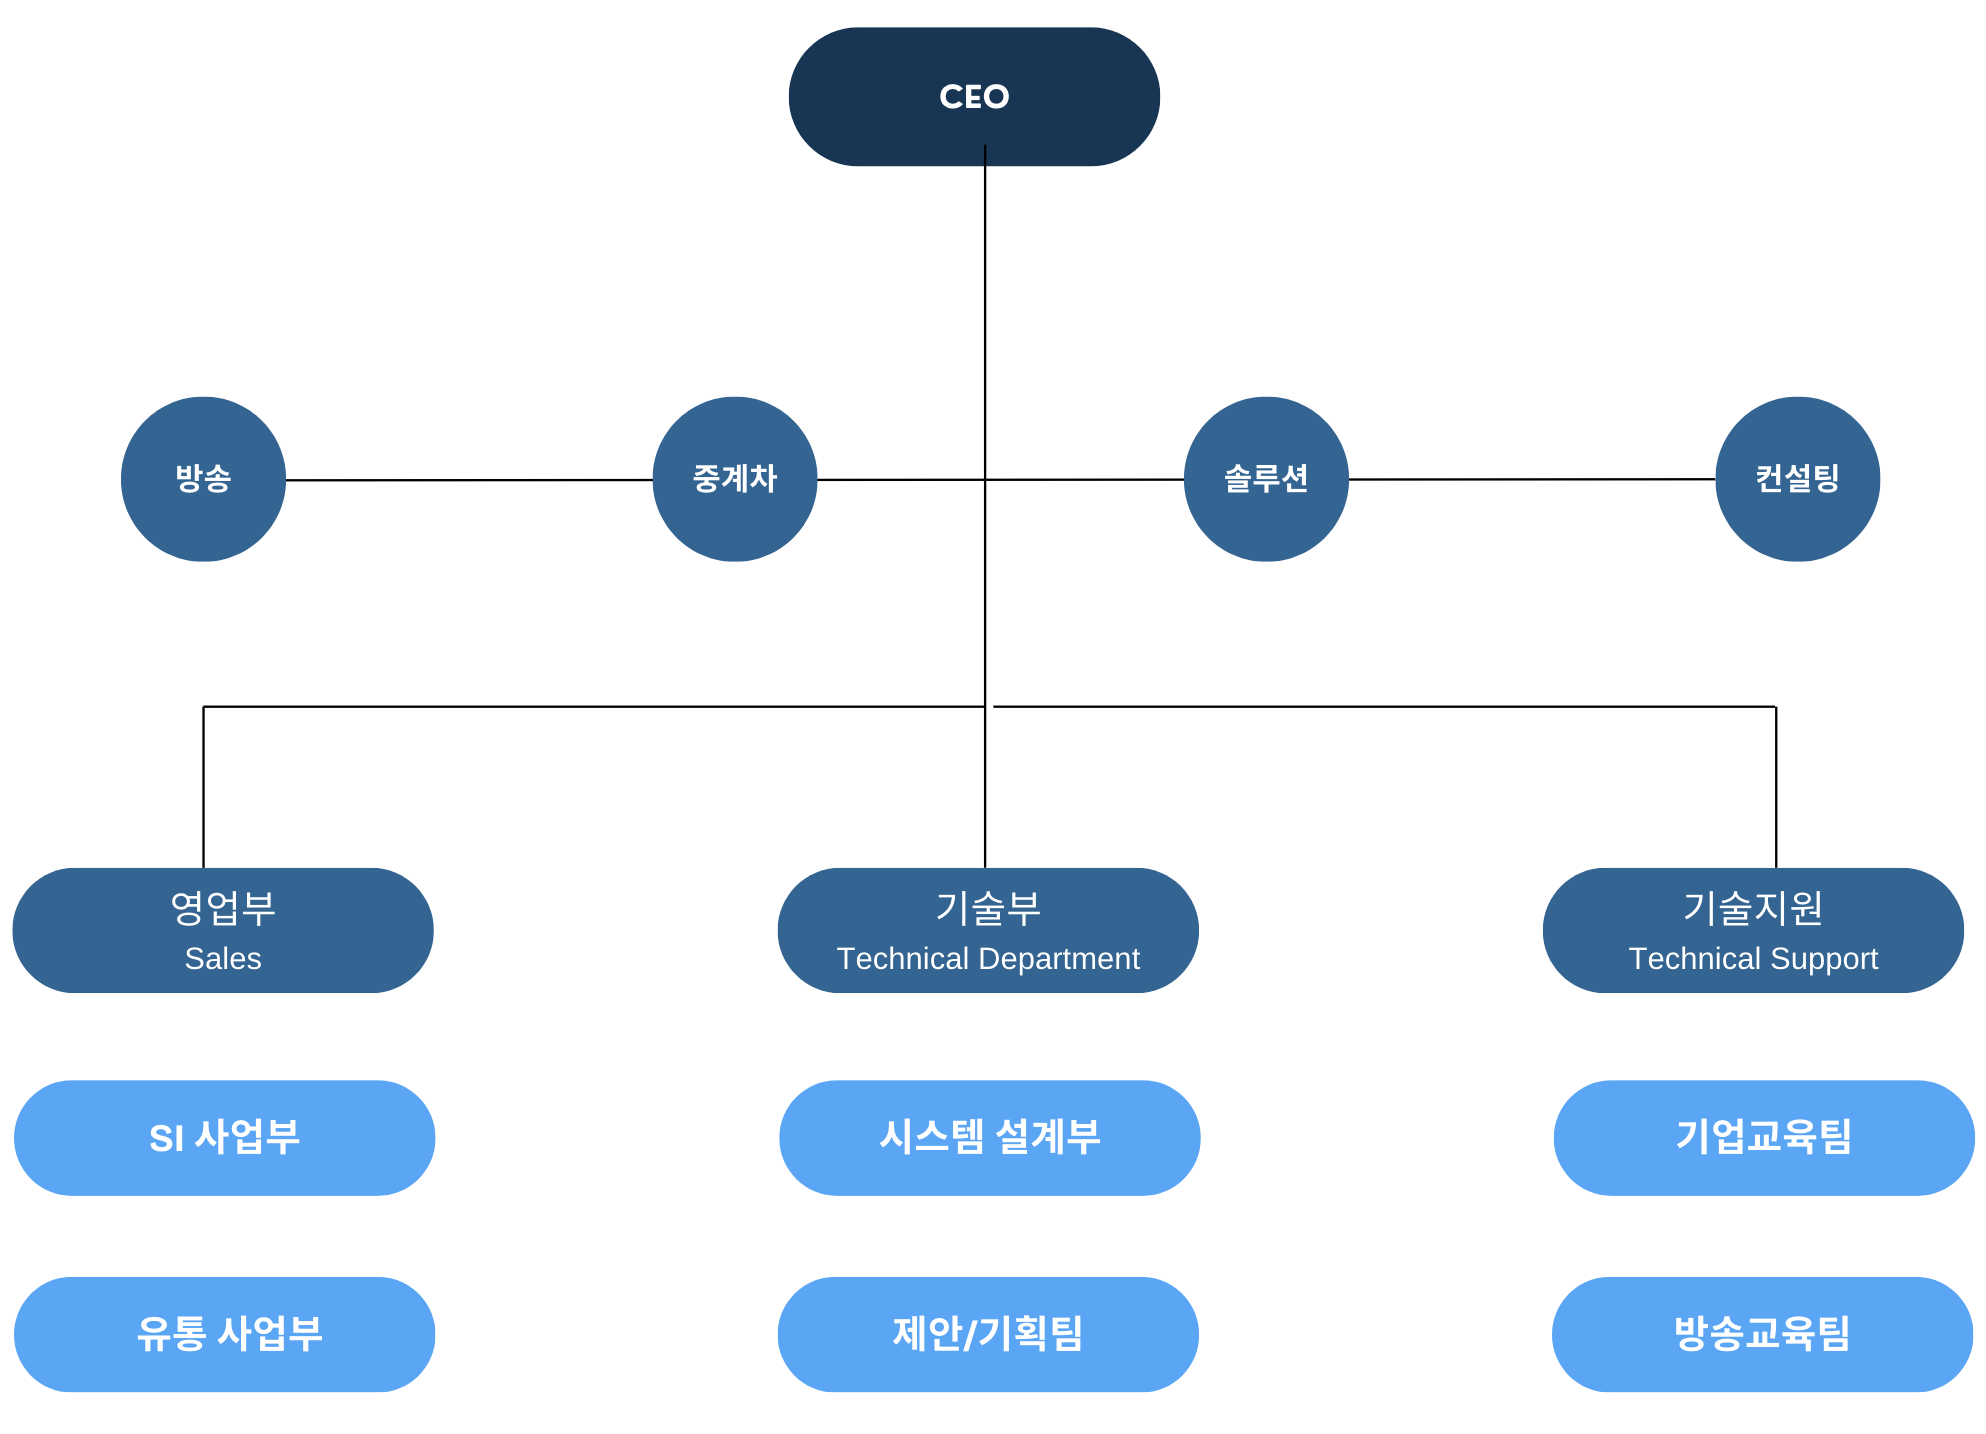 CEO
방송
중계차
솔루션
컨설팅
영업부
Sales
기술부
Technical Department
기술지원
Technical Support
SI 사업부
시스템 설계부
기업교육팀
유통 사업부
제안/기획팀
방송교육팀